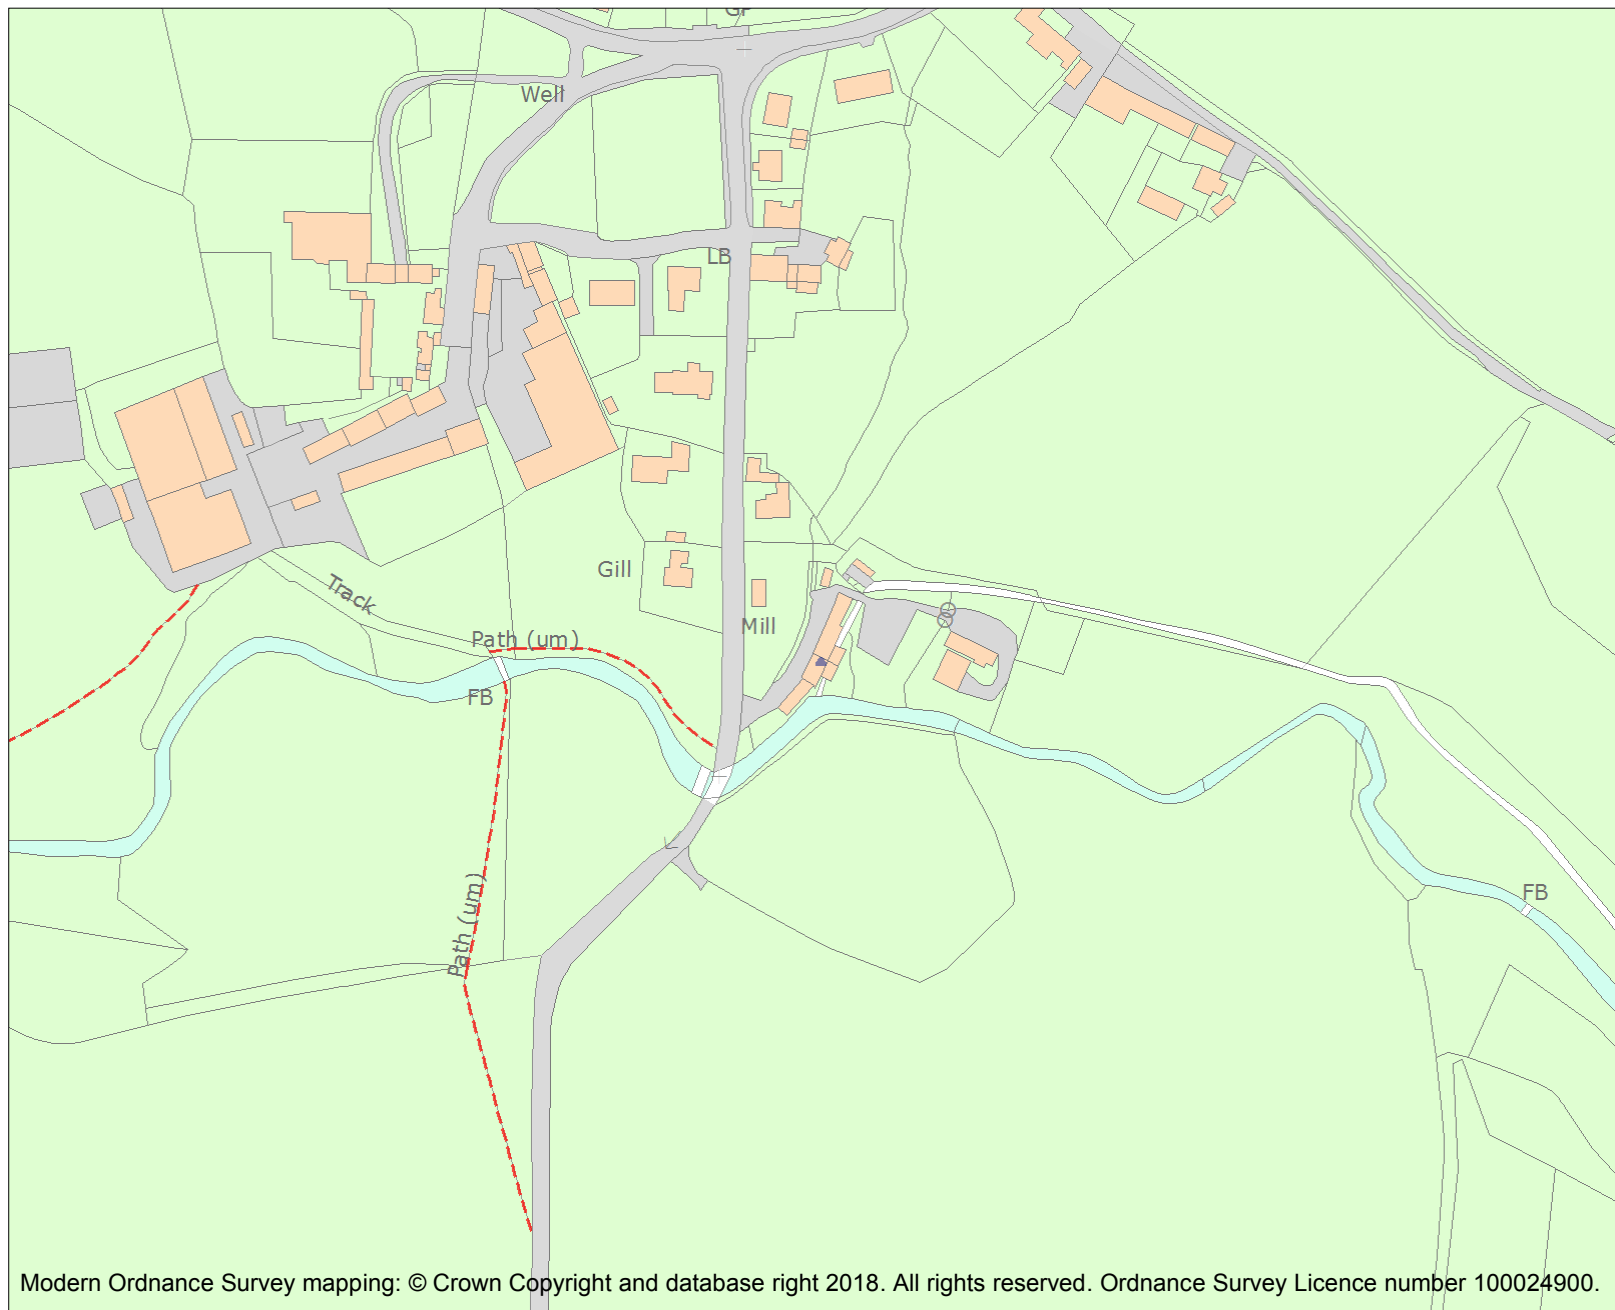 GP
Well
LB
Gill
Track
Path (um)
Mill
FB
Path (um)
FB
Modern Ordnance Survey mapping: © Crown Copyright and database right 2018. All rights reserved. Ordnance Survey Licence number 100024900.